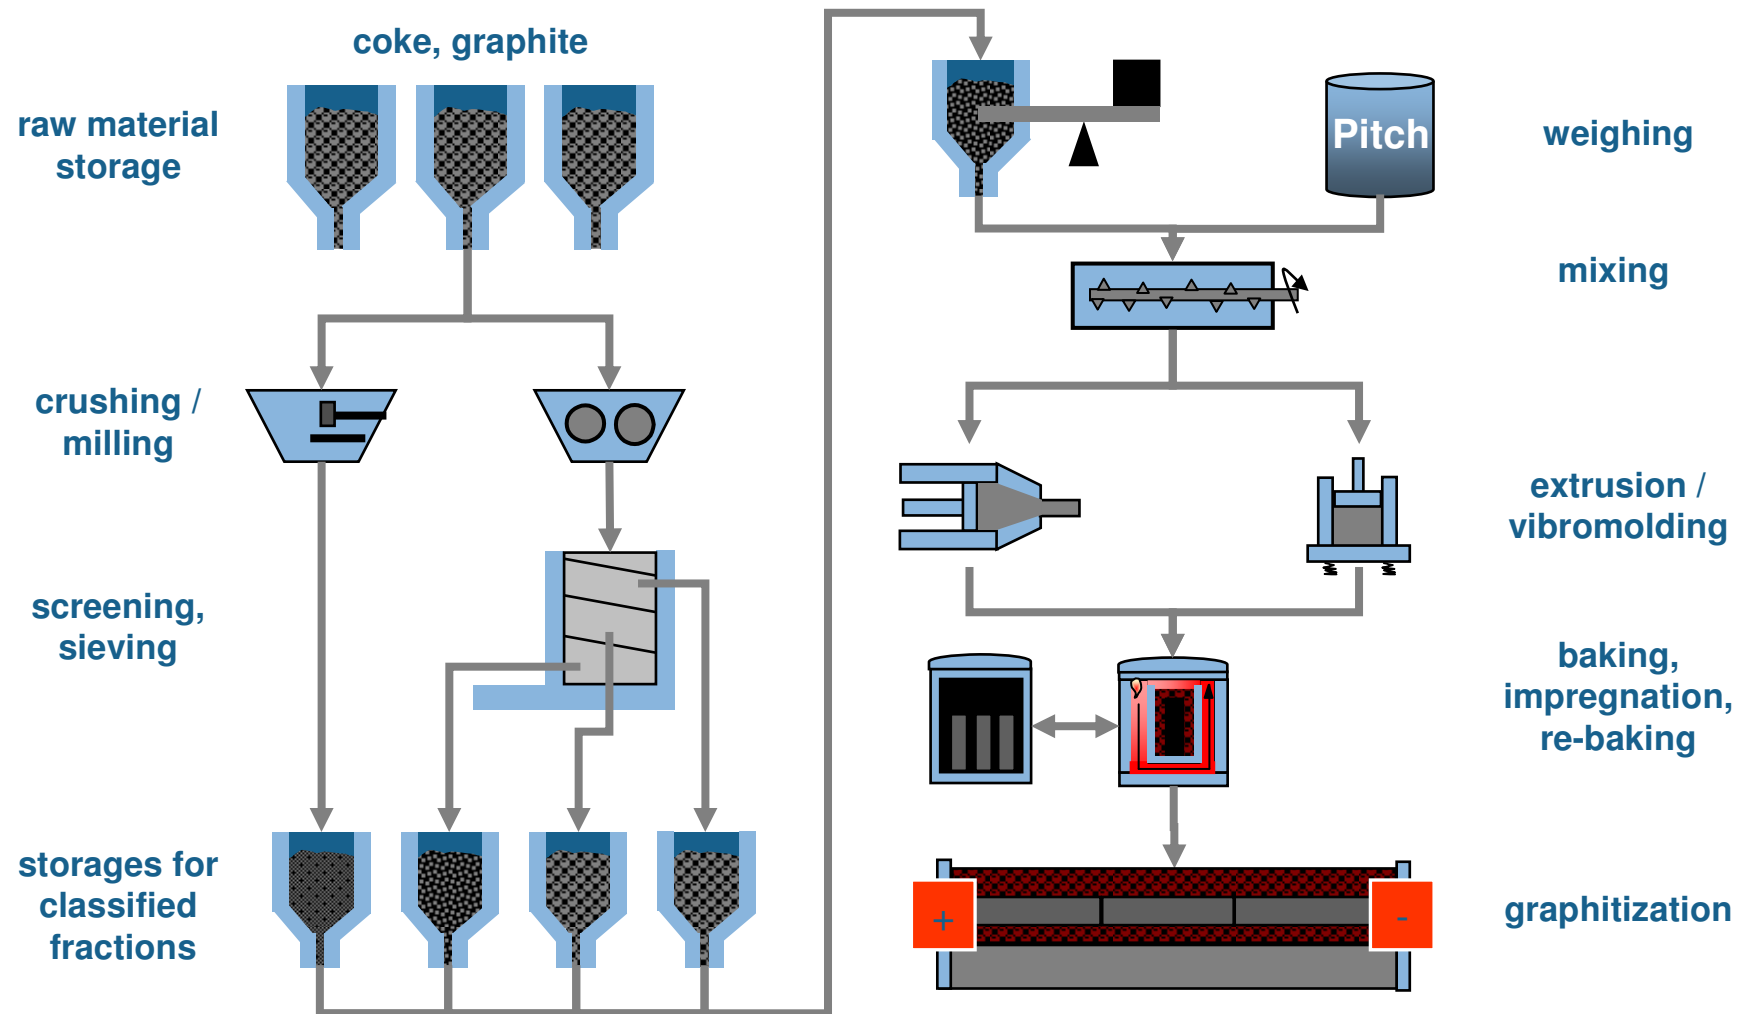 coke, graphite
raw material
storage
crushing /
milling
screening,
sieving
storages for
classified
fractions
Pitch
weighing
mixing
extrusion /
vibromolding
baking,
impregnation,
re-baking
+
-
graphitization